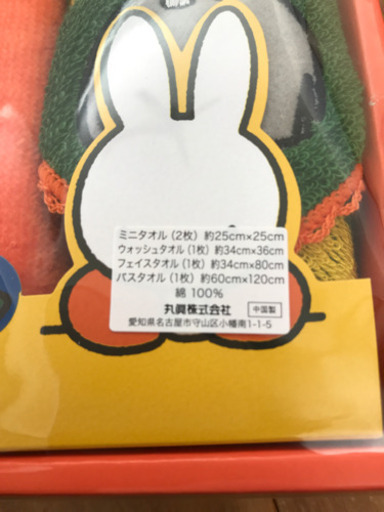 ミニタオル (2枚) 約25cm×25cm
ウォッシュタオル (1枚) 約34cm×36cm
フェイスタオル (1枚) 約34cm×80cm
バスタオル (1枚) 約60cm×120cm
綿 100%
丸眞株式会社 中国製
愛知県名古屋市守山区小幡南1-1-5